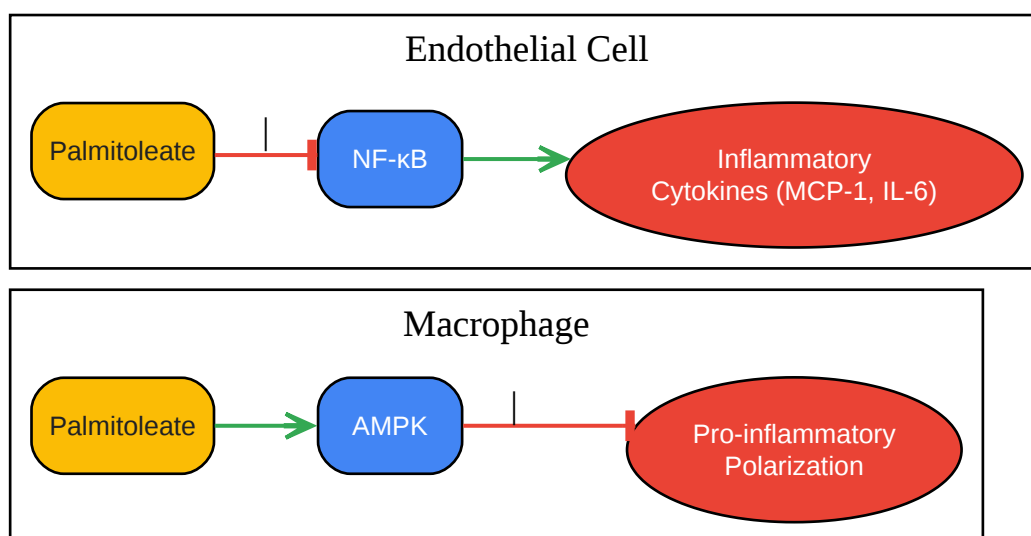 Endothelial Cell
Palmitoleate
NF-κB
Inflammatory
Cytokines (MCP-1, IL-6)
Macrophage
Palmitoleate
AMPK
Pro-inflammatory
Polarization